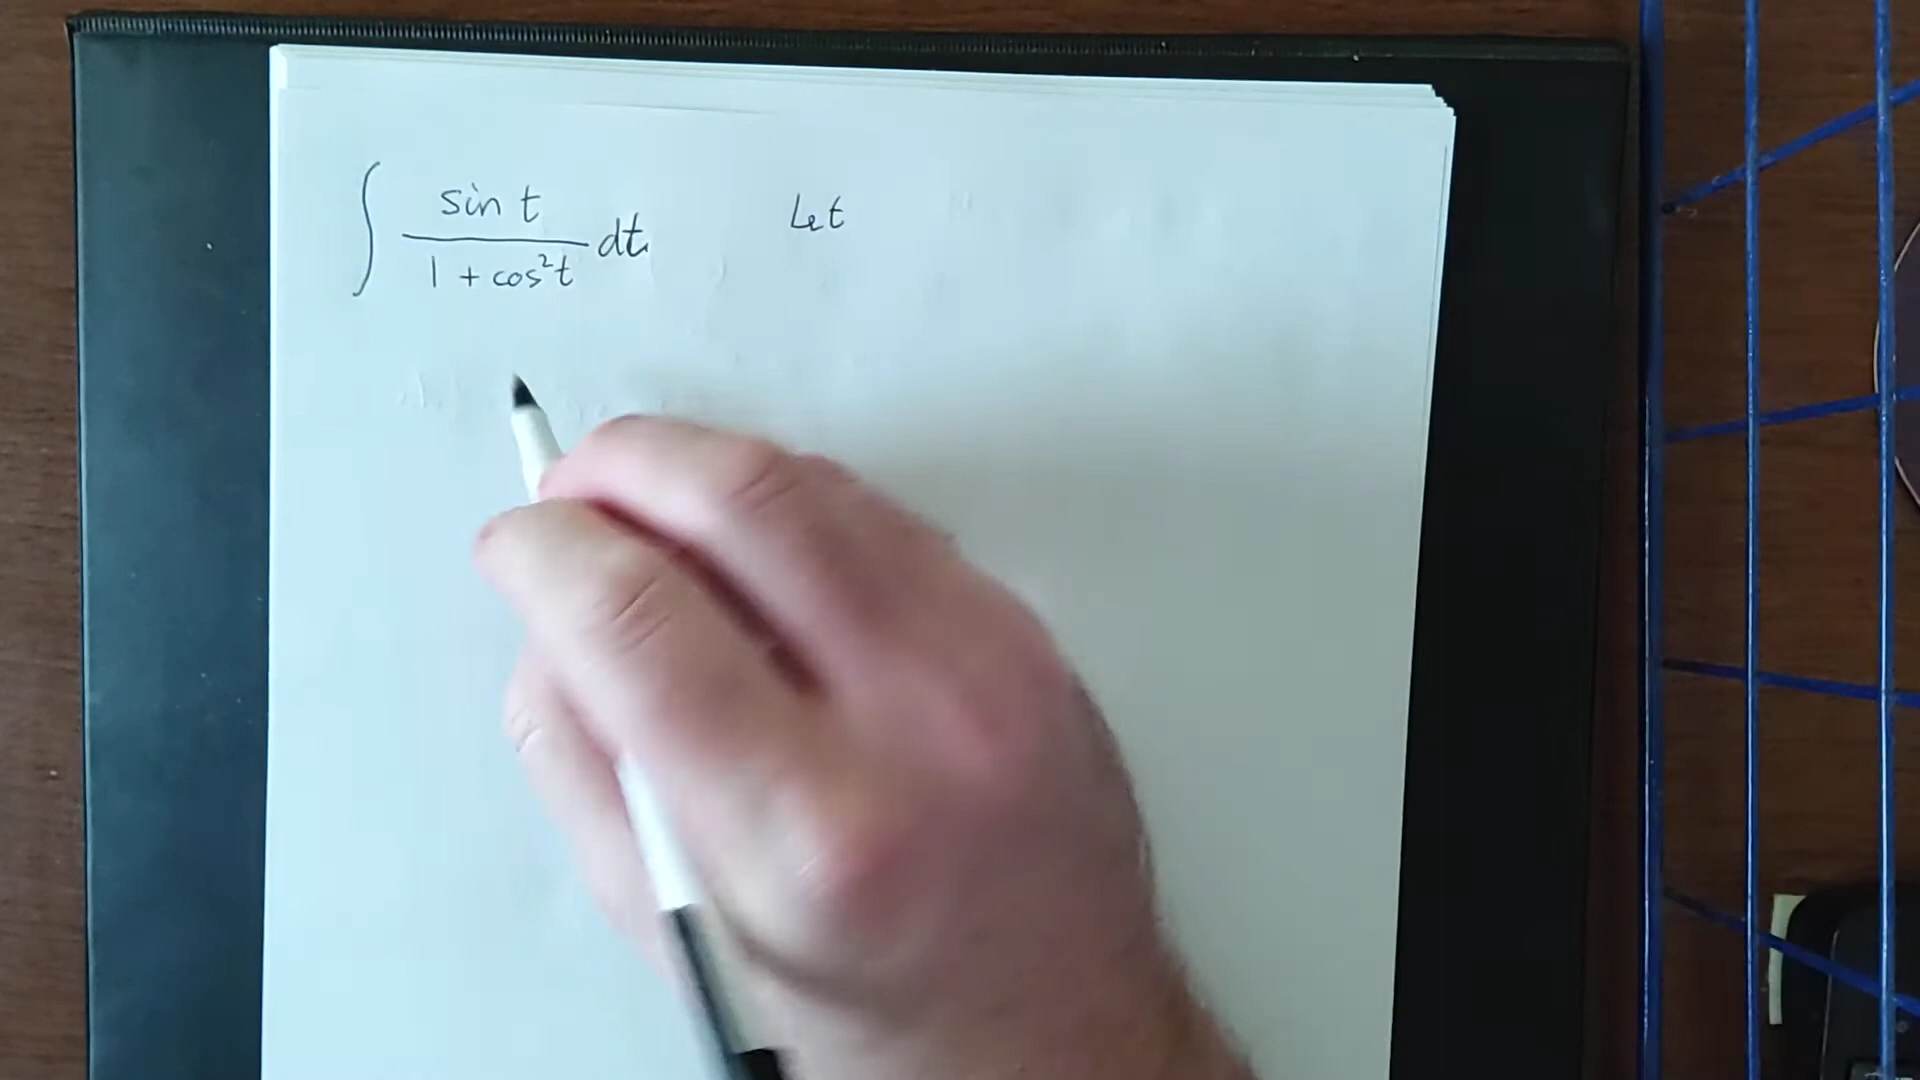 ∫ sin t / (1 + cos²t) dt Let